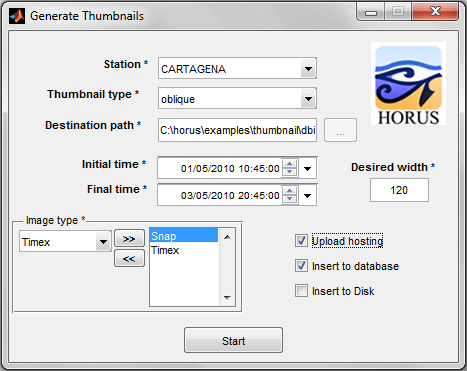 Generate Thumbnails
Station *
CARTAGENA
Thumbnail type *
oblique
HORUS
Destination path *
C:\horus\examples\thumbnail\dbi
...
Initial time *
01/05/2010 10:45:00
Desired width *
Final time *
03/05/2010 20:45:00
120
Image type *
Timex
>>
<<
Snap
Timex
Upload hosting
Insert to database
Insert to Disk
Start